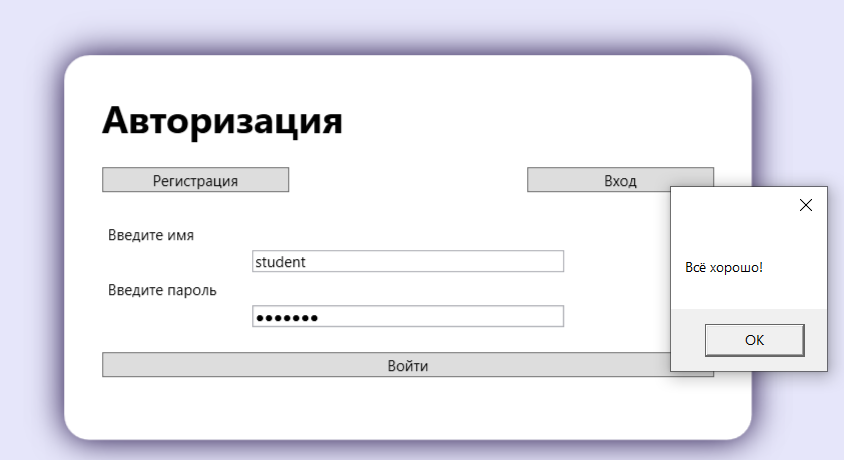 Авторизация
Регистрация
Вход
Введите имя
student
Введите пароль
•••••••
Войти
Всё хорошо!
OK